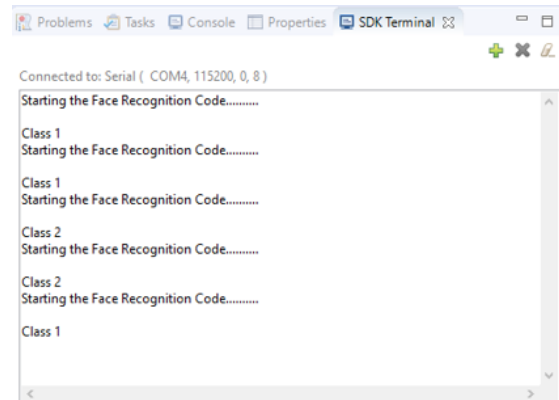 Problems Tasks Console Properties SDK Terminal
Connected to: Serial ( COM4, 115200, 0, 8 )
Starting the Face Recognition Code..........
Class 1
Starting the Face Recognition Code..........
Class 1
Starting the Face Recognition Code..........
Class 2
Starting the Face Recognition Code..........
Class 2
Starting the Face Recognition Code..........
Class 1